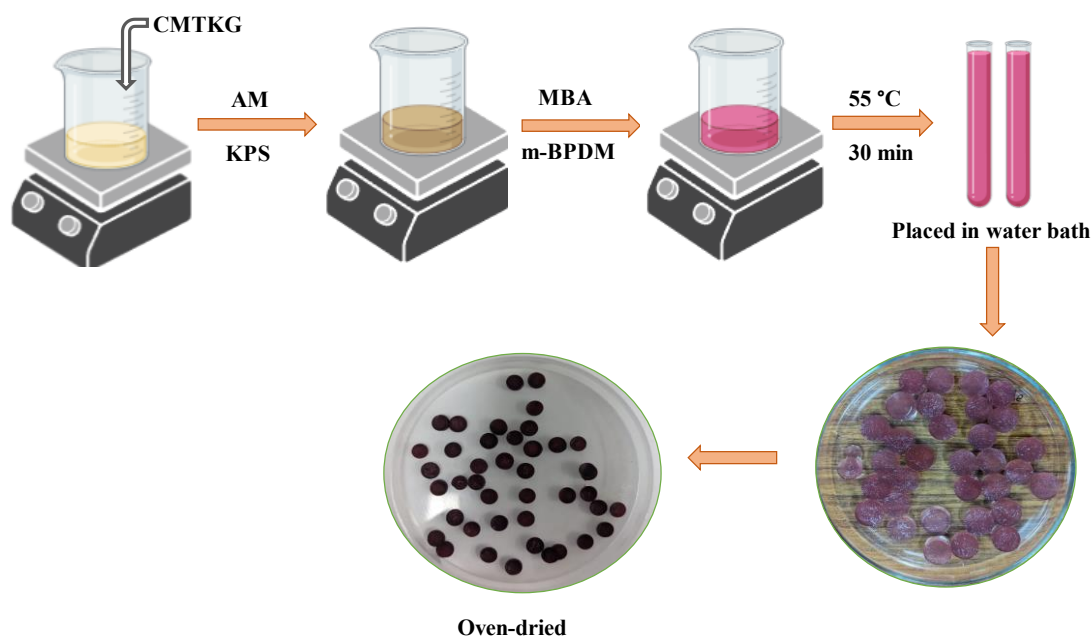 CMTKG
AM
KPS
MBA
m-BPDM
55 °C
30 min
Placed in water bath
Oven-dried